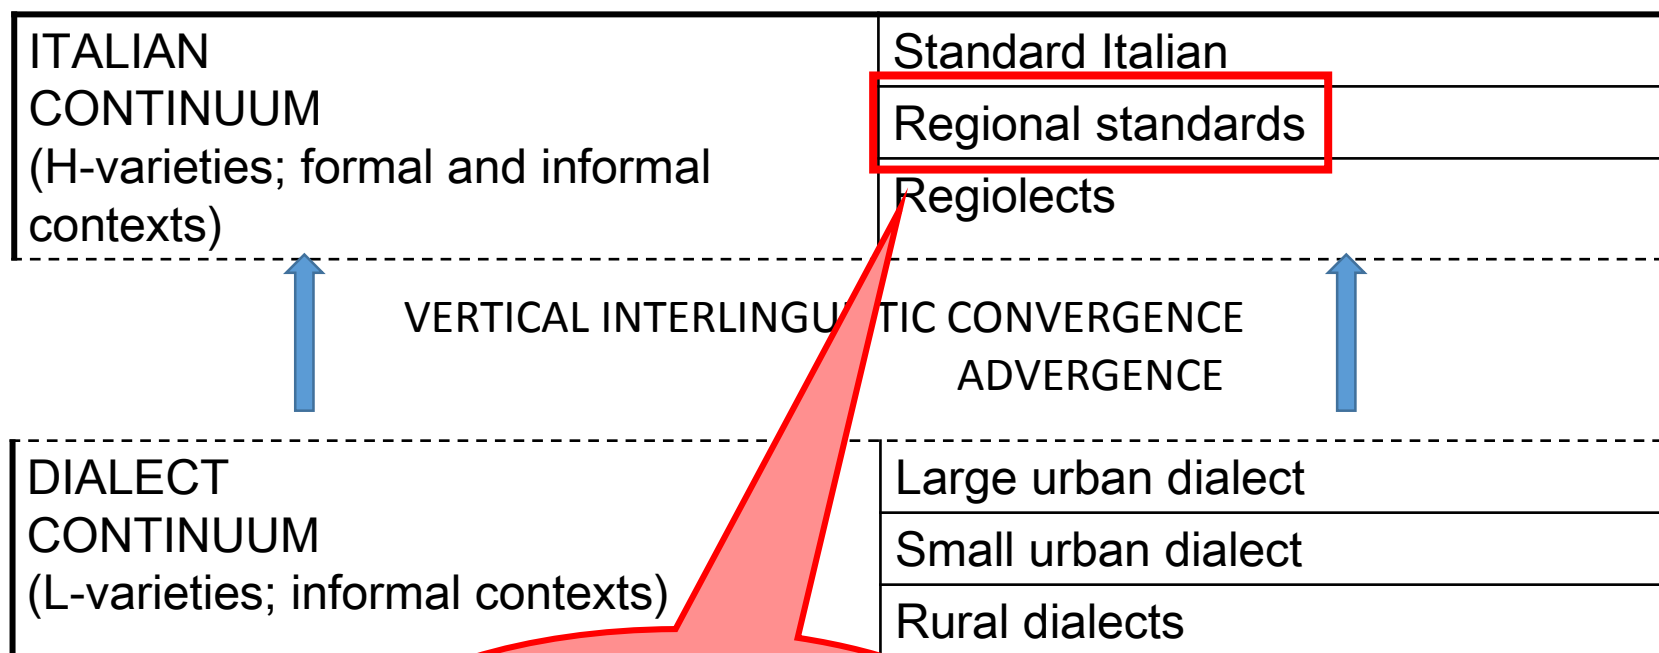 ITALIAN
CONTINUUM
(H-varieties; formal and informal
contexts)
Standard Italian
Regional standards
Regiolects
VERTICAL INTERLINGU TIC CONVERGENCE
ADVERGENCE
DIALECT
CONTINUUM
(L-varieties; informal contexts)
Large urban dialect
Small urban dialect
Rural dialects